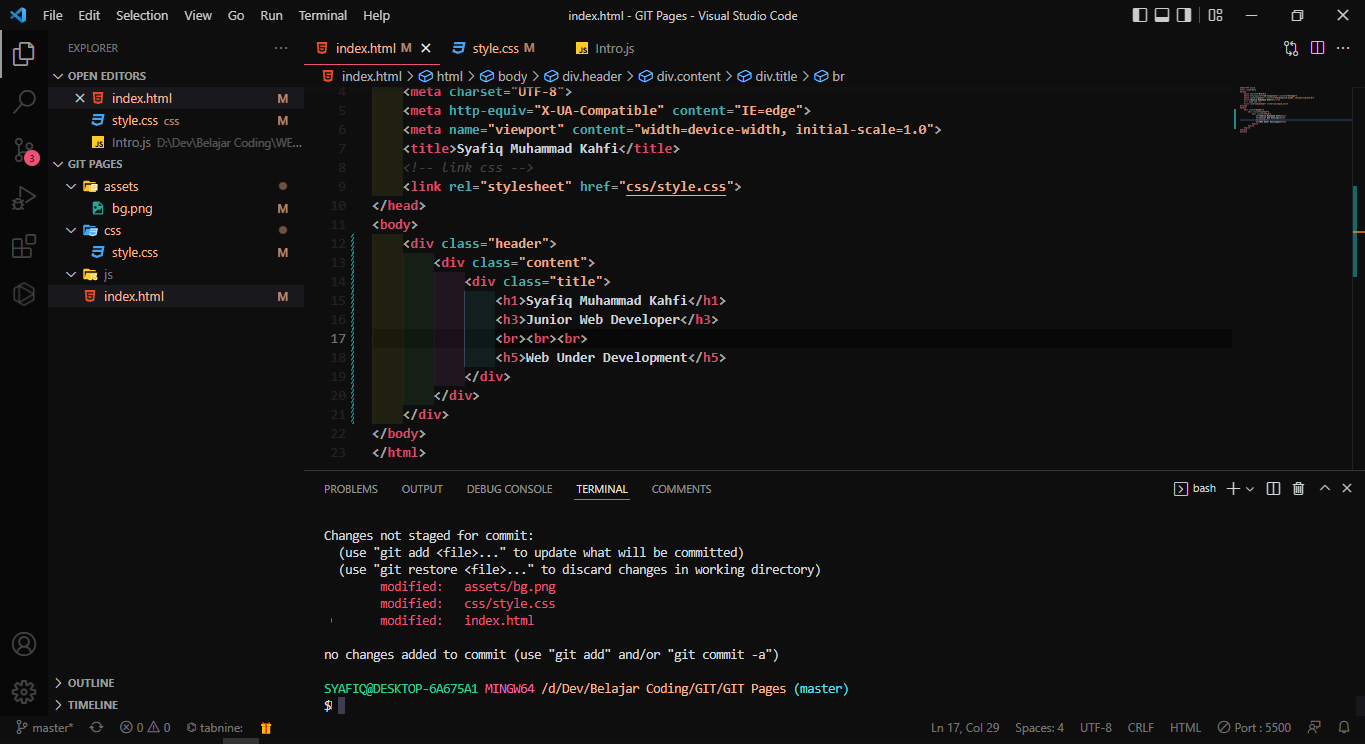 File Edit Selection View Go Run Terminal Help
index.html - GIT Pages - Visual Studio Code
EXPLORER
OPEN EDITORS
index.html M
style.css css M
Intro.js D:\Dev\Belajar Coding\WE...
GIT PAGES
assets
bg.png M
css
style.css M
js
index.html M
OUTLINE
TIMELINE
3
index.html M
style.css M
JS Intro.js
index.html > html > body > div.header > div.content > div.title > br
4 <meta charset="UTF-8">
5 <meta http-equiv="X-UA-Compatible" content="IE=edge">
6 <meta name="viewport" content="width=device-width, initial-scale=1.0">
7 <title>Syafiq Muhammad Kahfi</title>
8 <!-- link css -->
9 <link rel="stylesheet" href="css/style.css">
10 </head>
11 <body>
12 <div class="header">
13 <div class="content">
14 <div class="title">
15 <h1>Syafiq Muhammad Kahfi</h1>
16 <h3>Junior Web Developer</h3>
17 <br><br><br>
18 <h5>Web Under Development</h5>
19 </div>
20 </div>
21 </div>
22 </body>
23 </html>
PROBLEMS OUTPUT DEBUG CONSOLE TERMINAL COMMENTS
bash
Changes not staged for commit:
(use "git add <file>..." to update what will be committed)
(use "git restore <file>..." to discard changes in working directory)
modified: assets/bg.png
modified: css/style.css
modified: index.html
no changes added to commit (use "git add" and/or "git commit -a")
SYAFIQ@DESKTOP-6A675A1 MINGW64 /d/Dev/Belajar Coding/GIT/GIT Pages (master)
$
master* 0 0 tabnine:
Ln 17, Col 29 Spaces: 4 UTF-8 CRLF HTML Port : 5500